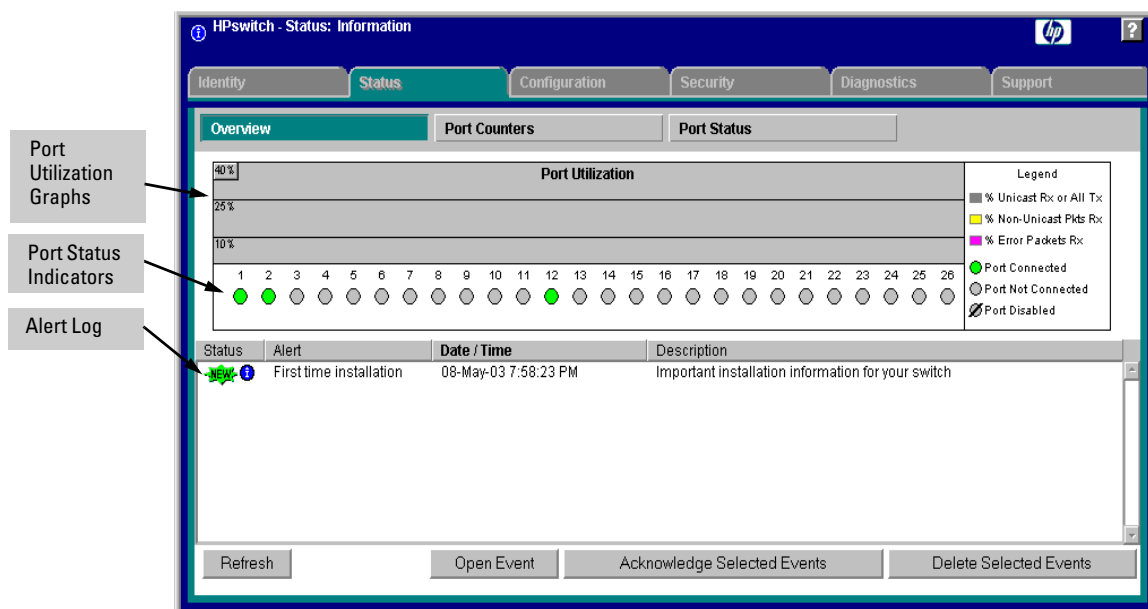 HPswitch - Status: Information
hp
?
Identity
Status
Configuration
Security
Diagnostics
Support
Overview
Port Counters
Port Status
Port
Utilization
Graphs
40 %
Port Utilization
25 %
10 %
Legend
% Unicast Rx or All Tx
% Non-Unicast Pkts Rx
% Error Packets Rx
Port Connected
Port Not Connected
Port Disabled
Port Status
Indicators
1 2 3 4 5 6 7 8 9 10 11 12 13 14 15 16 17 18 19 20 21 22 23 24 25 26
Alert Log
Status Alert Date / Time Description
NEW i First time installation 08-May-03 7:58:23 PM Important installation information for your switch
Refresh
Open Event
Acknowledge Selected Events
Delete Selected Events